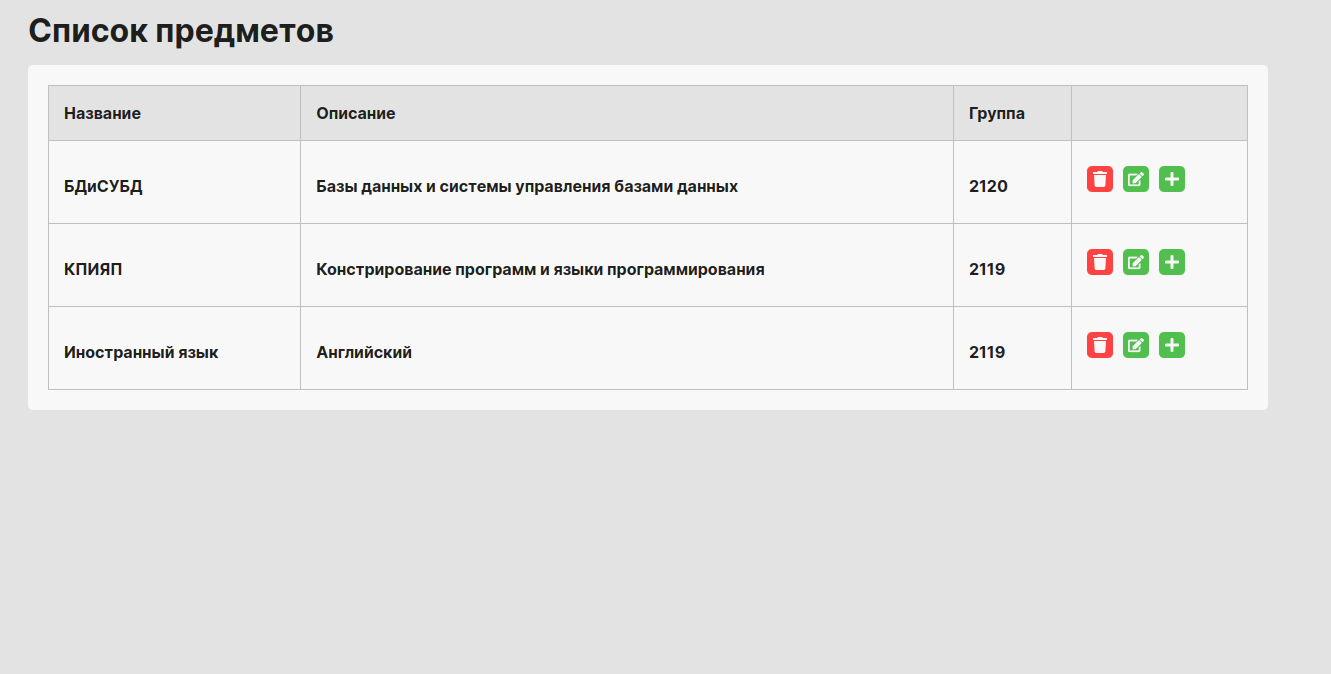 Список предметов
Название Описание Группа
БДиСУБД Базы данных и системы управления базами данных 2120
КПИЯП Констрирование программ и языки программирования 2119
Иностранный язык Английский 2119